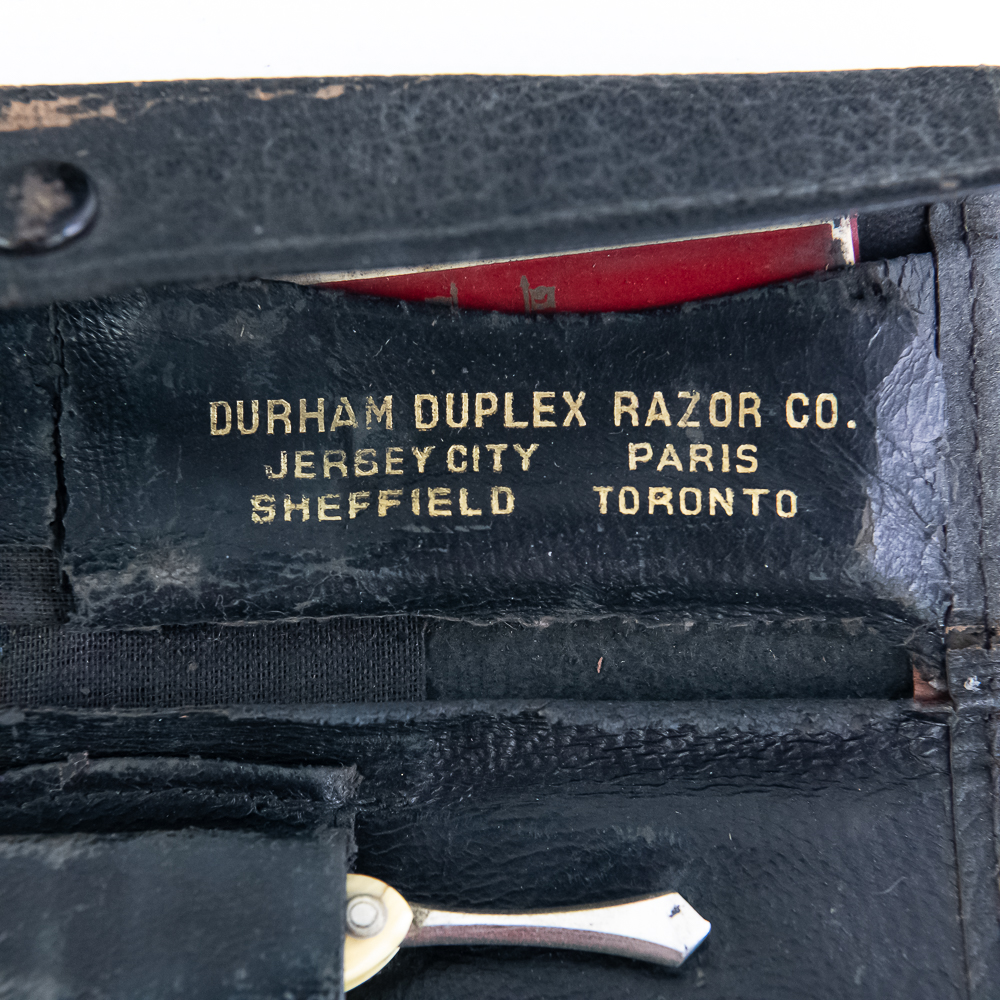 DURHAM DUPLEX RAZOR CO.
JERSEY CITY PARIS
SHEFFIELD TORONTO